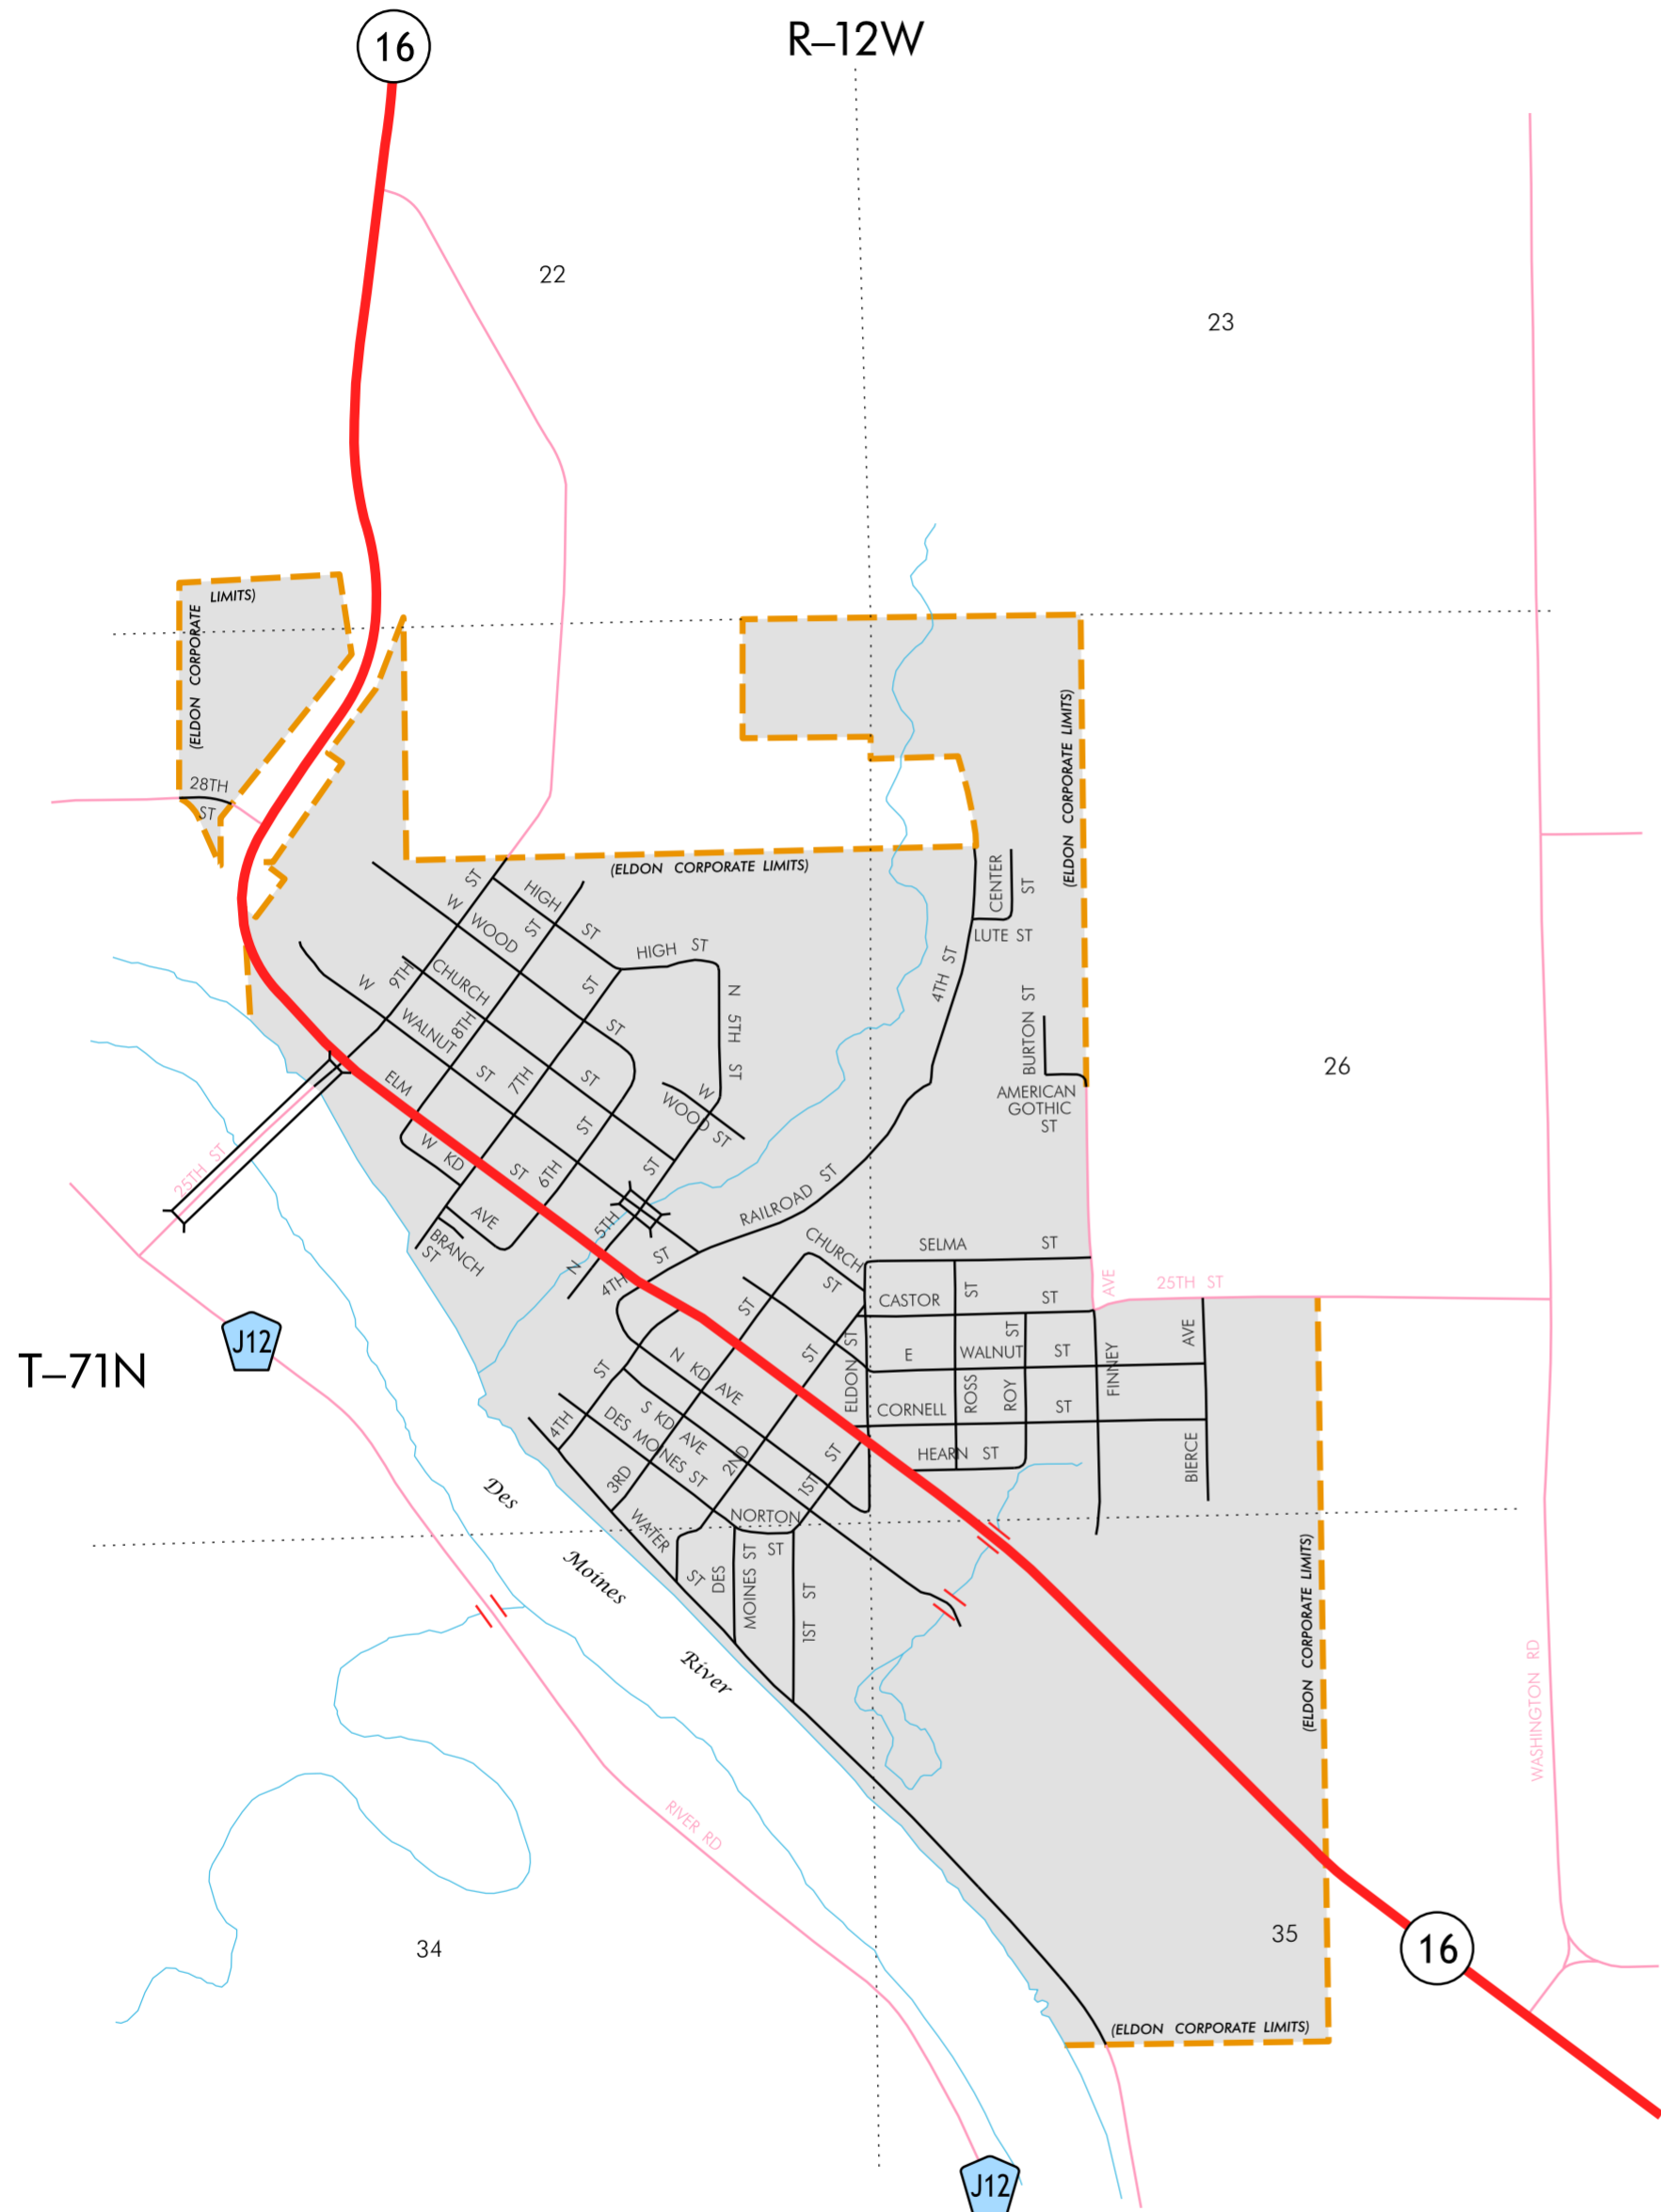 16
R–12W
22
23
LIMITS)
(ELDON CORPORATE
(ELDON CORPORATE LIMITS)
28TH
ST
(ELDON CORPORATE LIMITS)
CENTER
ST
LUTE ST
HIGH
ST
HIGH ST
ST
W WOOD
ST
9TH
ST
CHURCH
ST
8TH
ST
W
WALNUT
ST
7TH
ST
N 5TH ST
4TH ST
BURTON ST
AMERICAN
GOTHIC
ST
26
ELM
ST
W
WOOD ST
W KD
AVE
6TH
ST
BRANCH
ST
25TH ST
N
5TH
ST
4TH
ST
RAILROAD ST
CHURCH
ST
SELMA ST
CASTOR ST
ST
AVE
25TH ST
J12
T–71N
E WALNUT ST
ELDON ST
ROSS
ROY
ST
FINNEY
AVE
BIERCE
CORNELL ST
HEARN ST
N KD AVE
S KD AVE
DES MOINES ST
4TH
ST
3RD
ST
2ND
ST
1ST
ST
NORTON
ST
WATER
ST
DES
MOINES ST
1ST ST
Des
Moines
River
(ELDON CORPORATE LIMITS)
WASHINGTON RD
RIVER RD
34
35
16
(ELDON CORPORATE LIMITS)
J12